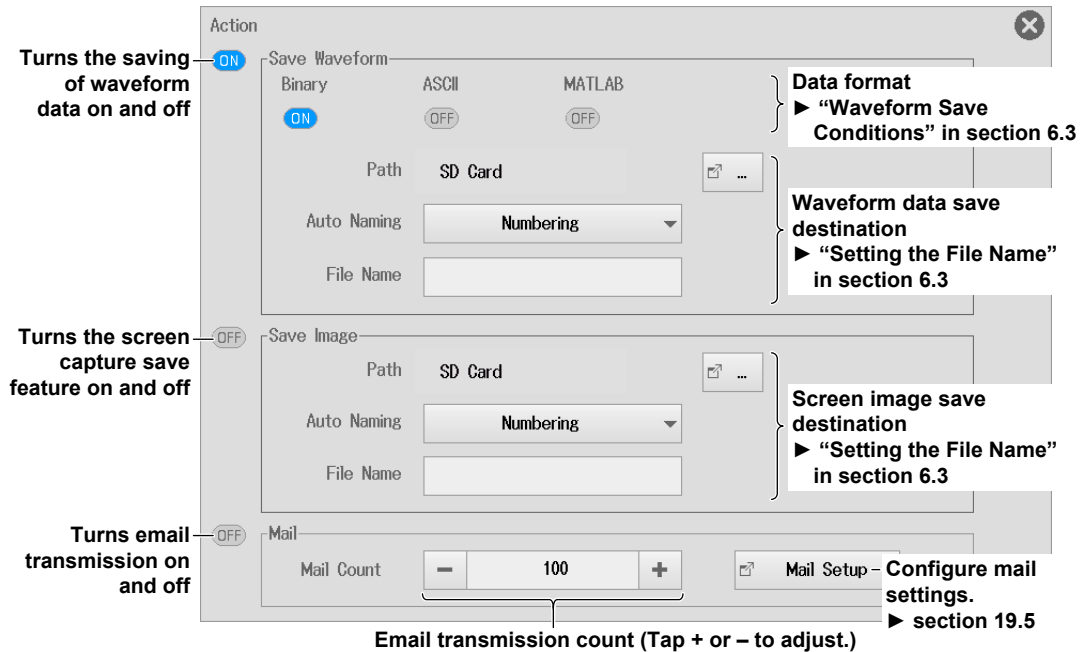 Action
Turns the saving
of waveform
data on and off
ON
Save Waveform
Binary
ASCII
MATLAB
ON
OFF
OFF
Data format
► “Waveform Save
Conditions” in section 6.3
Path
SD Card
...
Auto Naming
Numbering
File Name
Waveform data save
destination
► “Setting the File Name”
in section 6.3
Turns the screen
capture save
feature on and off
OFF
Save Image
Path
SD Card
...
Auto Naming
Numbering
File Name
Screen image save
destination
► “Setting the File Name”
in section 6.3
Turns email
transmission on
and off
OFF
Mail
Mail Count
−
100
+
Mail Setup
Configure mail
settings.
► section 19.5
Email transmission count (Tap + or – to adjust.)